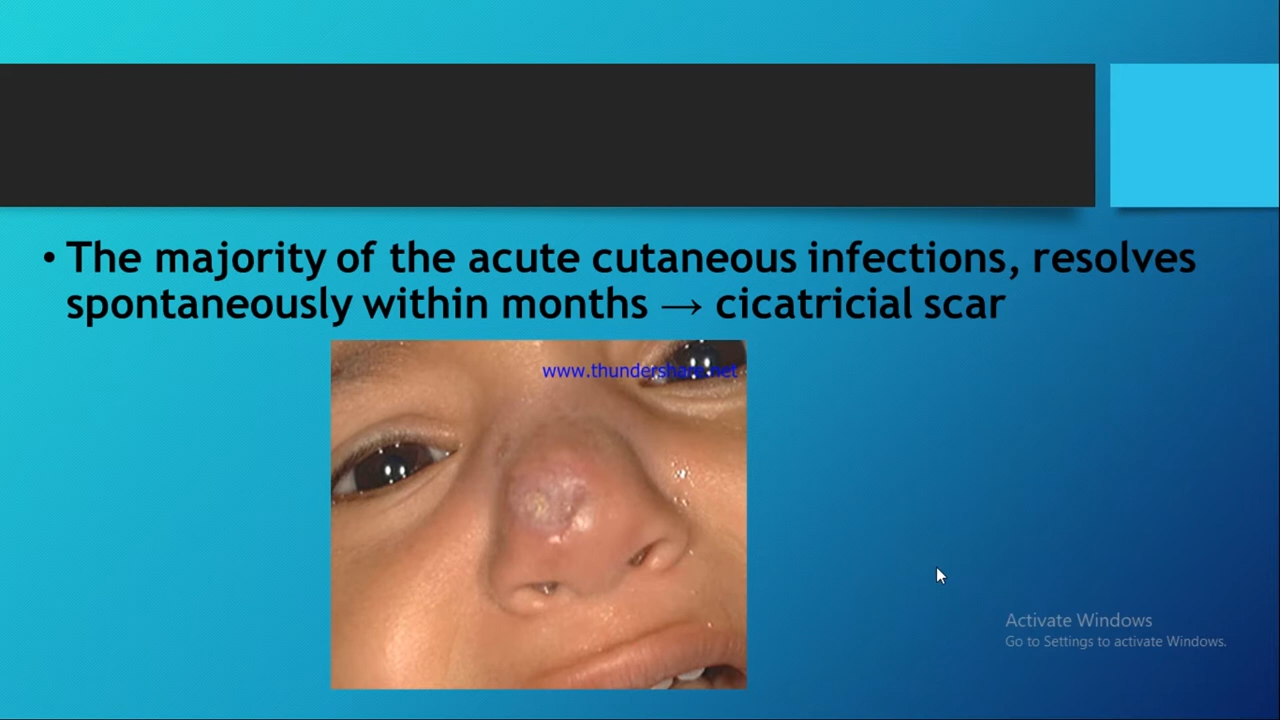 • The majority of the acute cutaneous infections, resolves
spontaneously within months → cicatricial scar
www.thundershare.net
Activate Windows
Go to Settings to activate Windows.